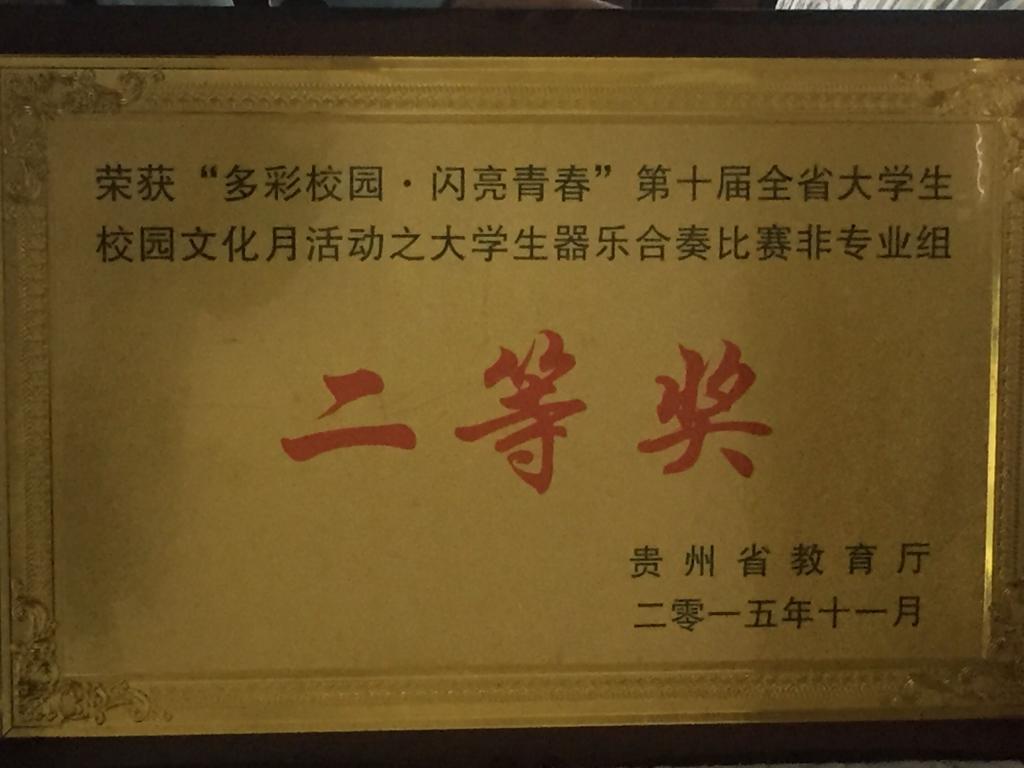 荣获“多彩校园·闪亮青春”第十届全省大学生
校园文化月活动之大学生器乐合奏比赛非专业组
二等奖
贵州省教育厅
二零一五年十一月